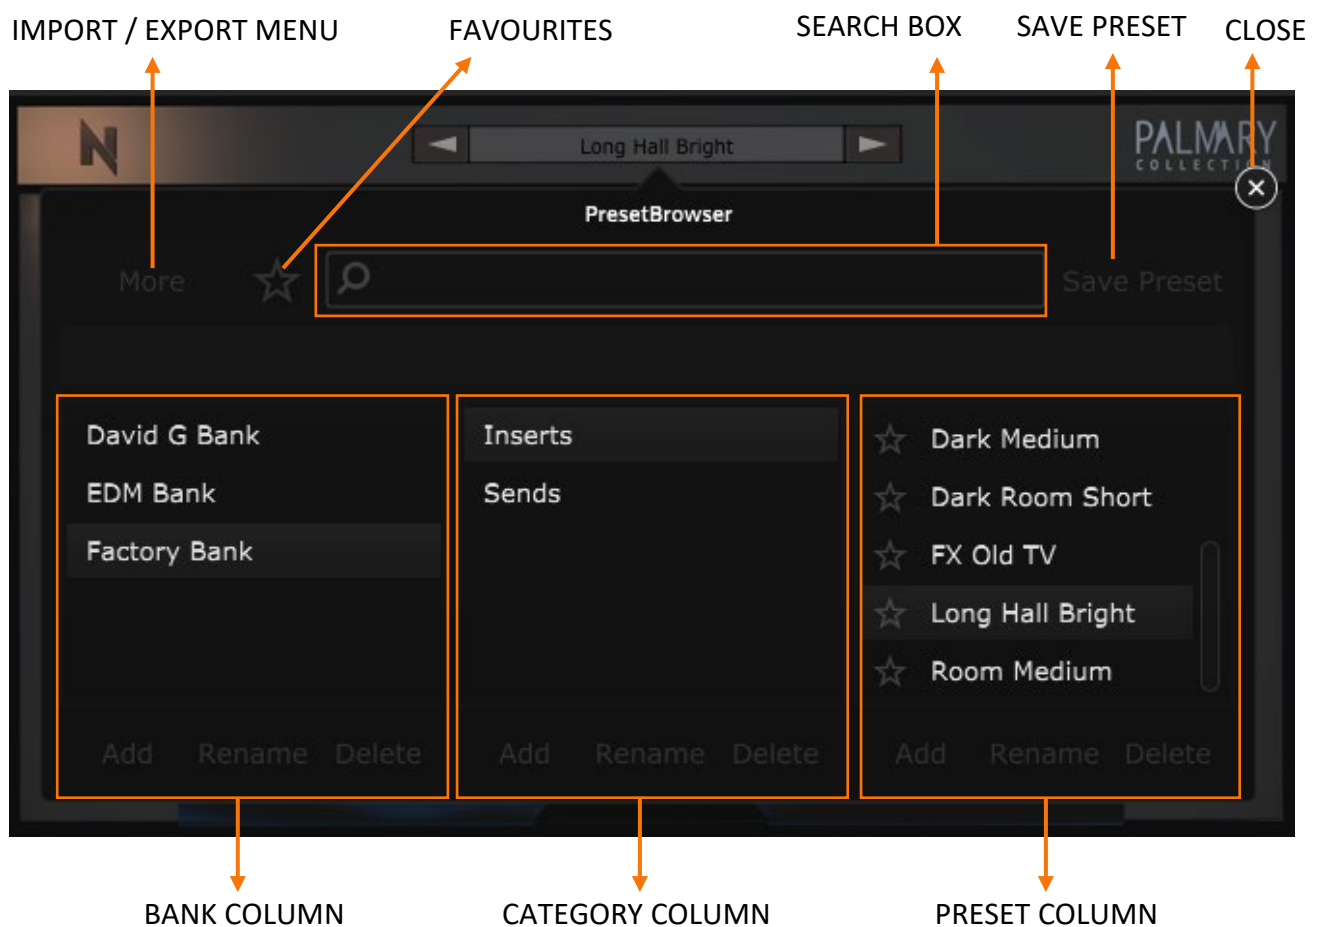 IMPORT / EXPORT MENU
FAVOURITES
SEARCH BOX
SAVE PRESET
CLOSE
N
Long Hall Bright
PALMARY
COLLECTION
PresetBrowser
More
Save Preset
David G Bank
EDM Bank
Factory Bank
Add Rename Delete
Inserts
Sends
Add Rename Delete
Dark Medium
Dark Room Short
FX Old TV
Long Hall Bright
Room Medium
Add Rename Delete
BANK COLUMN
CATEGORY COLUMN
PRESET COLUMN